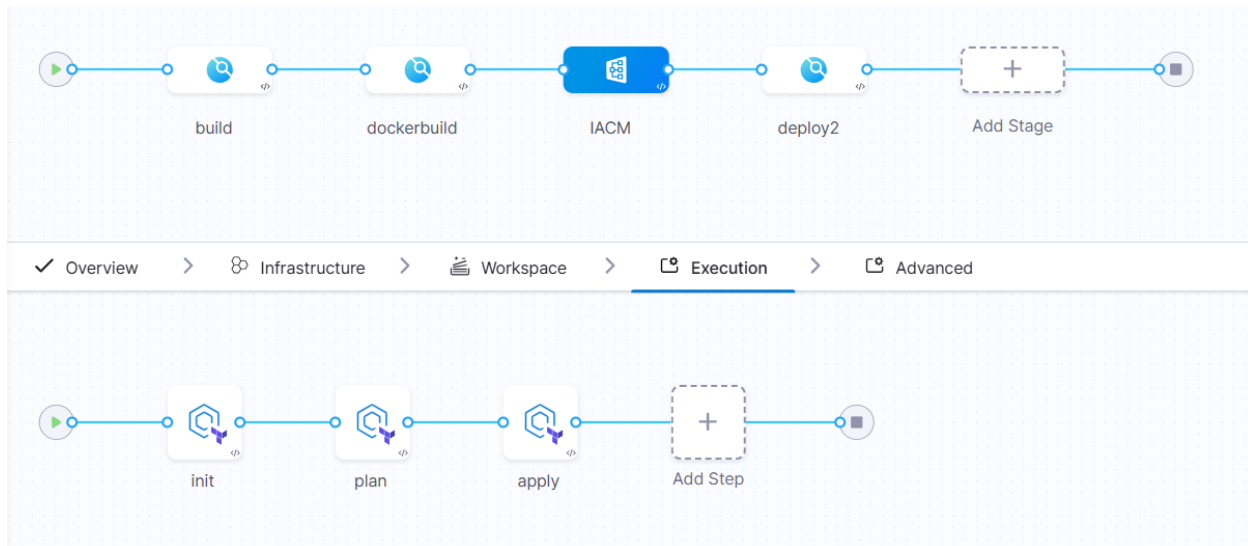 build
dockerbuild
IACM
deploy2
Add Stage
Overview
Infrastructure
Workspace
Execution
Advanced
init
plan
apply
Add Step